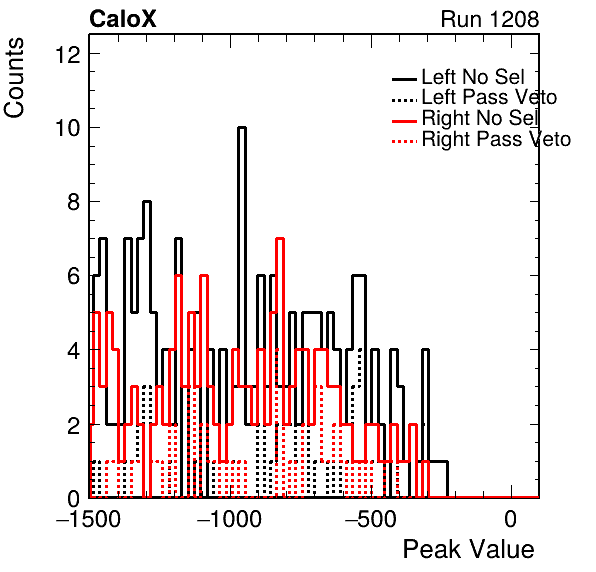 CaloX Run 1208
Counts
12
10
8
6
4
2
0
Left No Sel
Left Pass Veto
Right No Sel
Right Pass Veto
−1500 −1000 −500 0
Peak Value